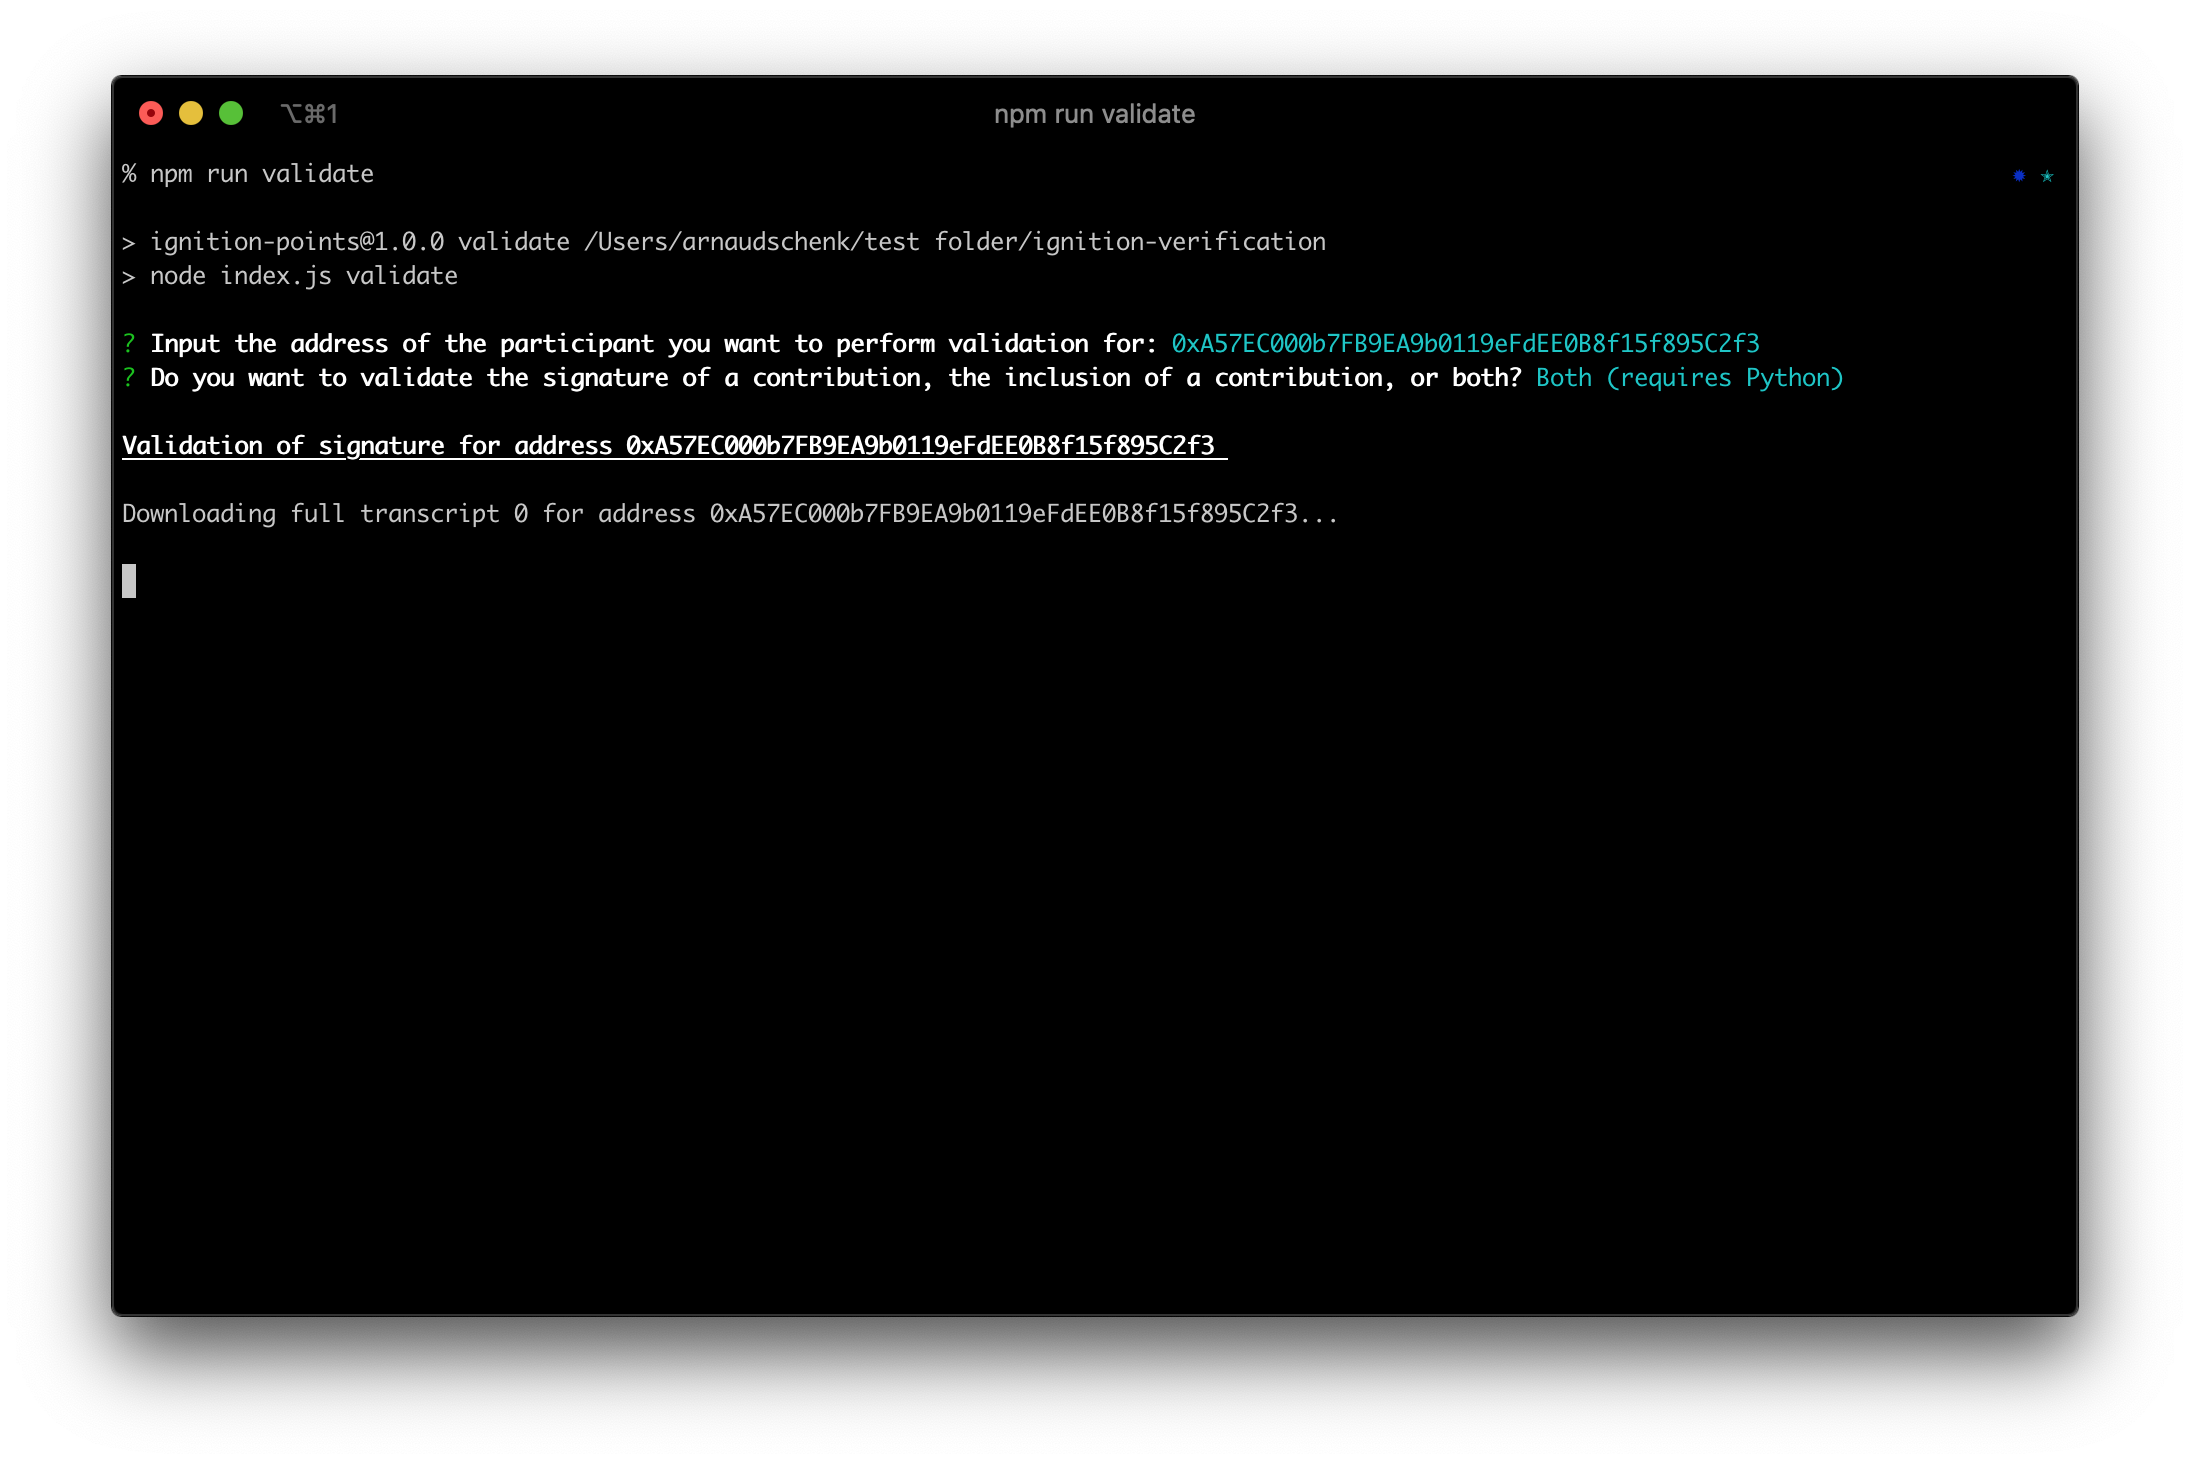 ⌥⌘1 npm run validate
% npm run validate
> ignition-points@1.0.0 validate /Users/arnaudschenk/test folder/ignition-verification
> node index.js validate
? Input the address of the participant you want to perform validation for: 0xA57EC000b7FB9EA9b0119eFdEE0B8f15f895C2f3
? Do you want to validate the signature of a contribution, the inclusion of a contribution, or both? Both (requires Python)
Validation of signature for address 0xA57EC000b7FB9EA9b0119eFdEE0B8f15f895C2f3
Downloading full transcript 0 for address 0xA57EC000b7FB9EA9b0119eFdEE0B8f15f895C2f3...